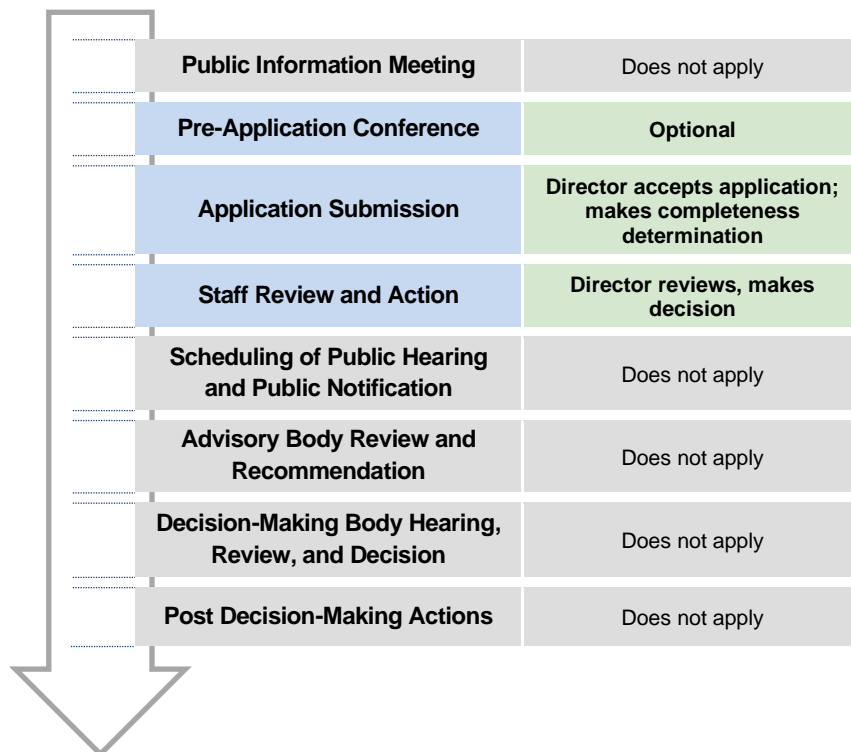 Public Information Meeting
Does not apply
Pre-Application Conference
Optional
Application Submission
Director accepts application;
makes completeness
determination
Staff Review and Action
Director reviews, makes
decision
Scheduling of Public Hearing
and Public Notification
Does not apply
Advisory Body Review and
Recommendation
Does not apply
Decision-Making Body Hearing,
Review, and Decision
Does not apply
Post Decision-Making Actions
Does not apply